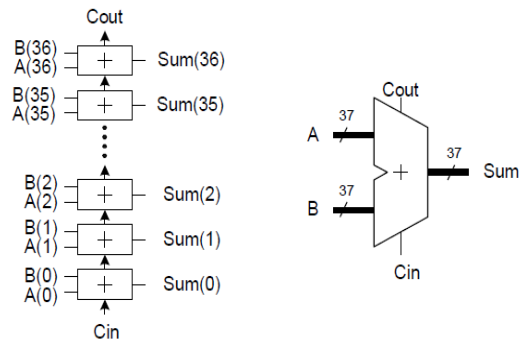 Cout
B(36)
A(36)
+
Sum(36)
B(35)
A(35)
+
Sum(35)
B(2)
A(2)
+
Sum(2)
B(1)
A(1)
+
Sum(1)
B(0)
A(0)
+
Sum(0)
Cin
Cout
A
37
B
37
+
37
Sum
Cin